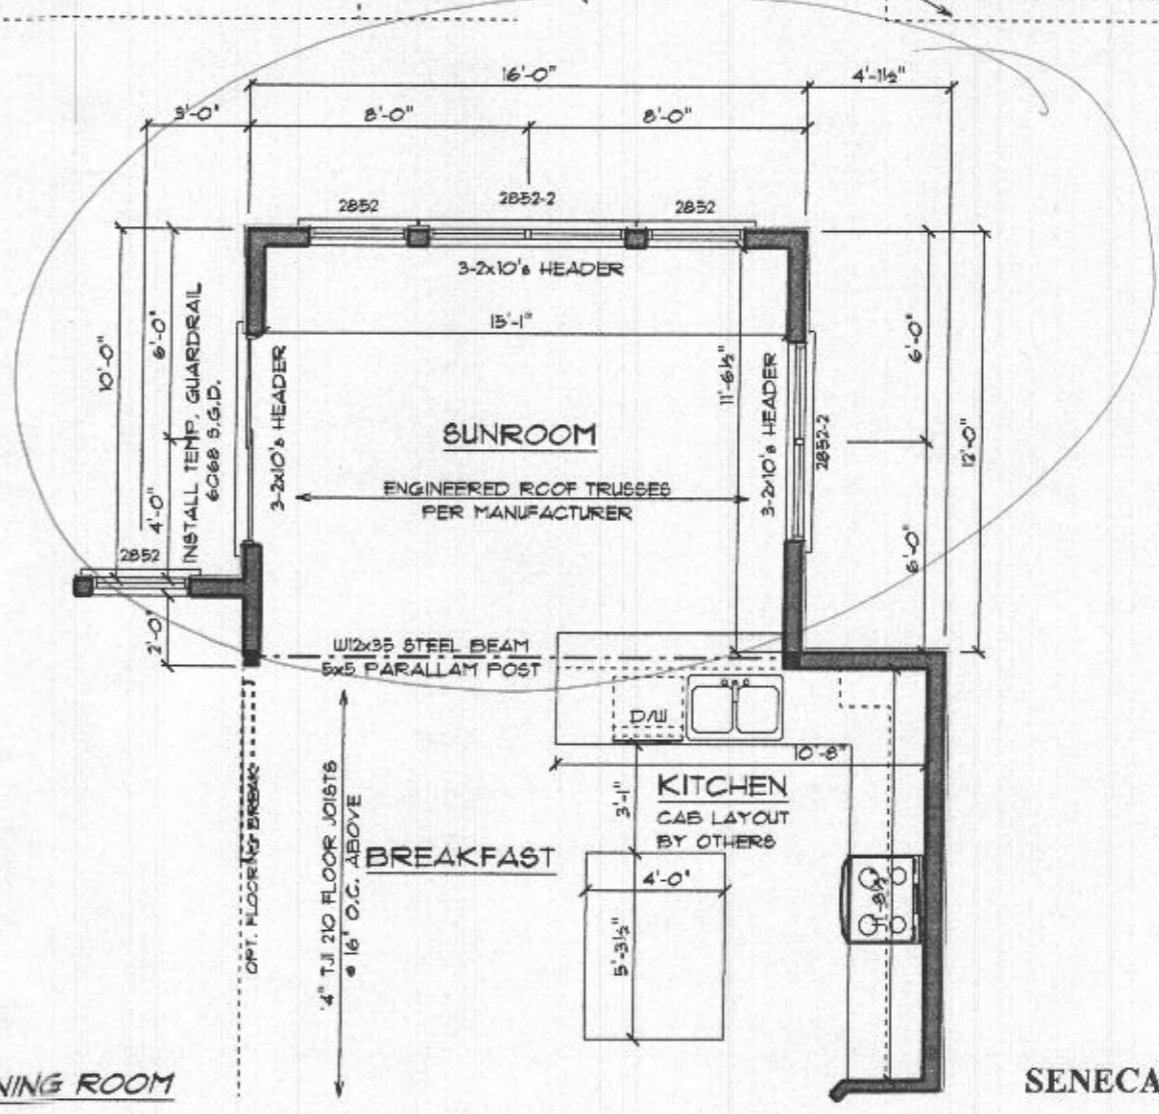 16'-0"
4'-1½"
3'-0"
8'-0"
8'-0"
2852
2852-2
2852
3-2x10's HEADER
15'-1"
10'-0"
6'-0"
4'-0"
INSTALL TEMP. GUARDRAIL
6068 S.G.D.
3-2x10's HEADER
11'-6½"
3-2x10's HEADER
2852-2
6'-0"
12'-0"
6'-0"
SUNROOM
ENGINEERED ROOF TRUSSES
PER MANUFACTURER
2852
2'-0"
W12x35 STEEL BEAM
5x5 PARALLAM POST
D/W
10'-8"
KITCHEN
CAB LAYOUT
BY OTHERS
3'-1"
BREAKFAST
4'-0"
5'-3½"
OPT. FLOORING BREAK
4" TJI 210 FLOOR JOISTS
@ 16" O.C. ABOVE
NING ROOM
SENECA